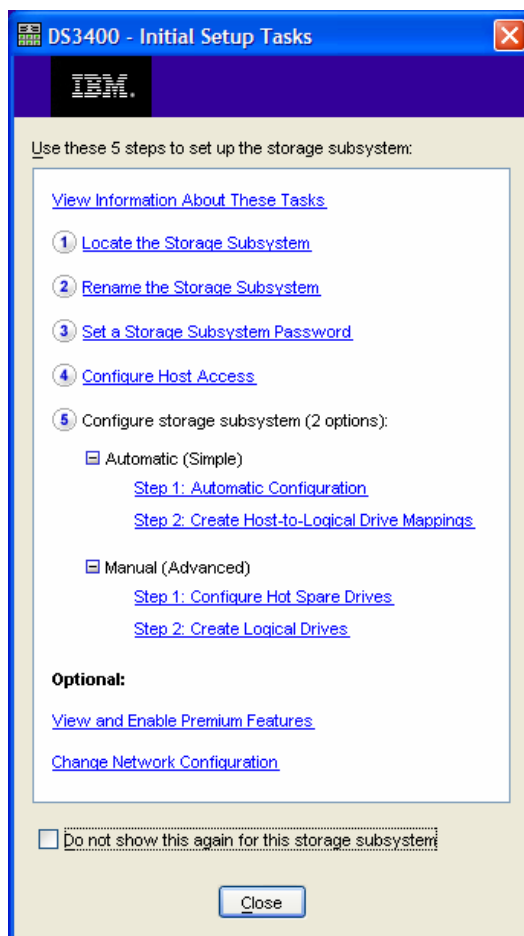 DS3400 - Initial Setup Tasks
IBM.
Use these 5 steps to set up the storage subsystem:
View Information About These Tasks
1 Locate the Storage Subsystem
2 Rename the Storage Subsystem
3 Set a Storage Subsystem Password
4 Configure Host Access
5 Configure storage subsystem (2 options):
Automatic (Simple)
Step 1: Automatic Configuration
Step 2: Create Host-to-Logical Drive Mappings
Manual (Advanced)
Step 1: Configure Hot Spare Drives
Step 2: Create Logical Drives
Optional:
View and Enable Premium Features
Change Network Configuration
Do not show this again for this storage subsystem
Close